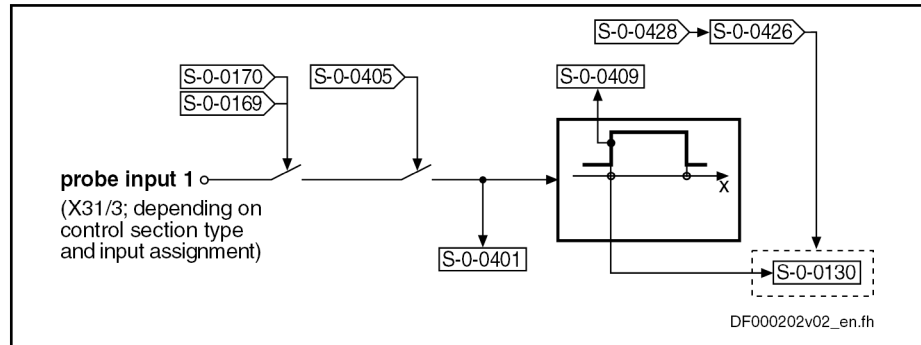 S-0-0428
S-0-0426
S-0-0170
S-0-0405
S-0-0409
S-0-0169
probe input 1
(X31/3; depending on
control section type
and input assignment)
x
S-0-0401
S-0-0130
DF000202v02_en.fh